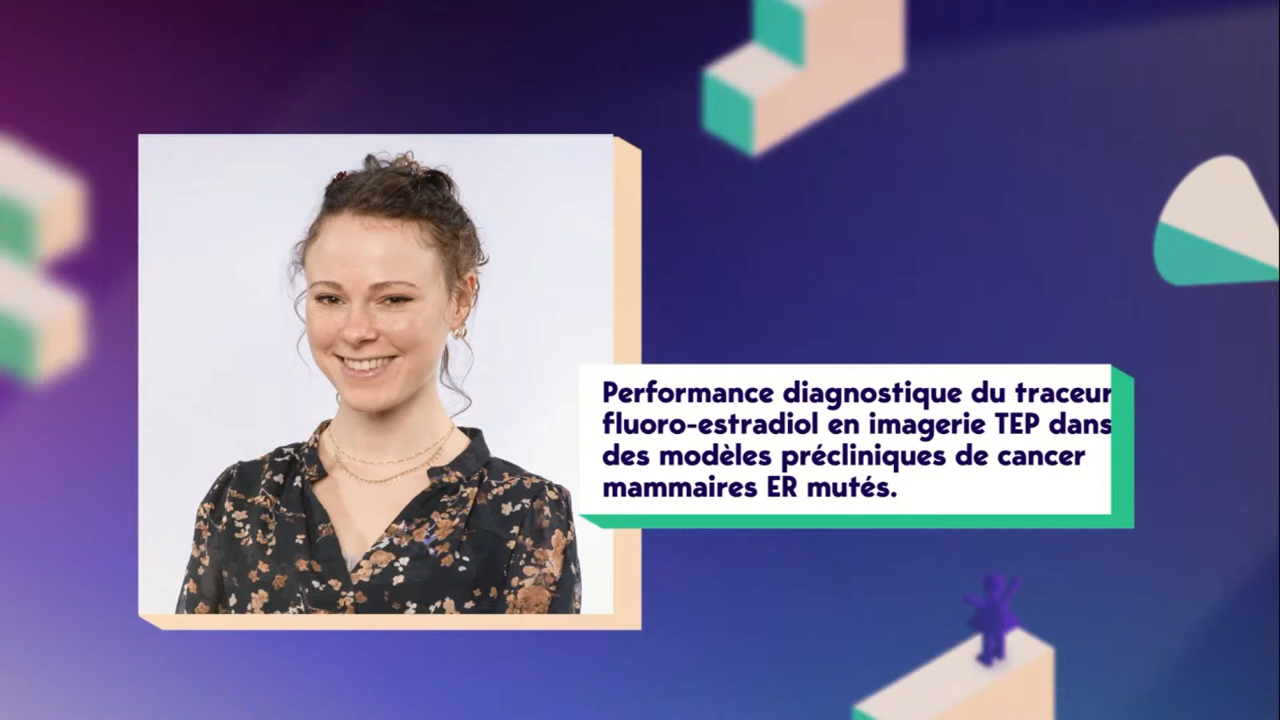 Performance diagnostique du traceur
fluoro-estradiol en imagerie TEP dans
des modèles précliniques de cancer
mammaires ER mutés.